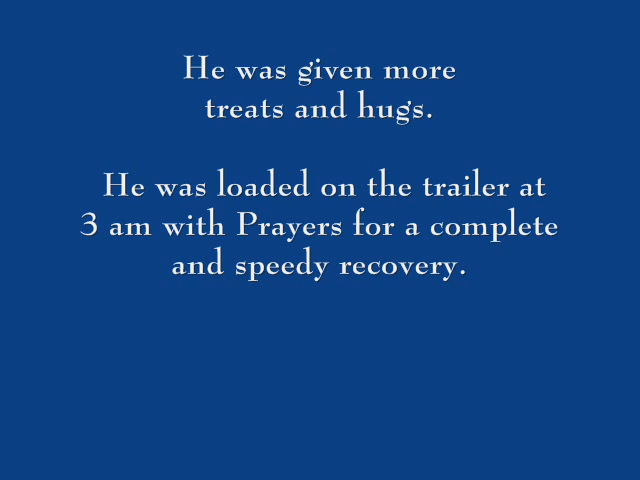 He was given more
treats and hugs.
He was loaded on the trailer at
3 am with Prayers for a complete
and speedy recovery.